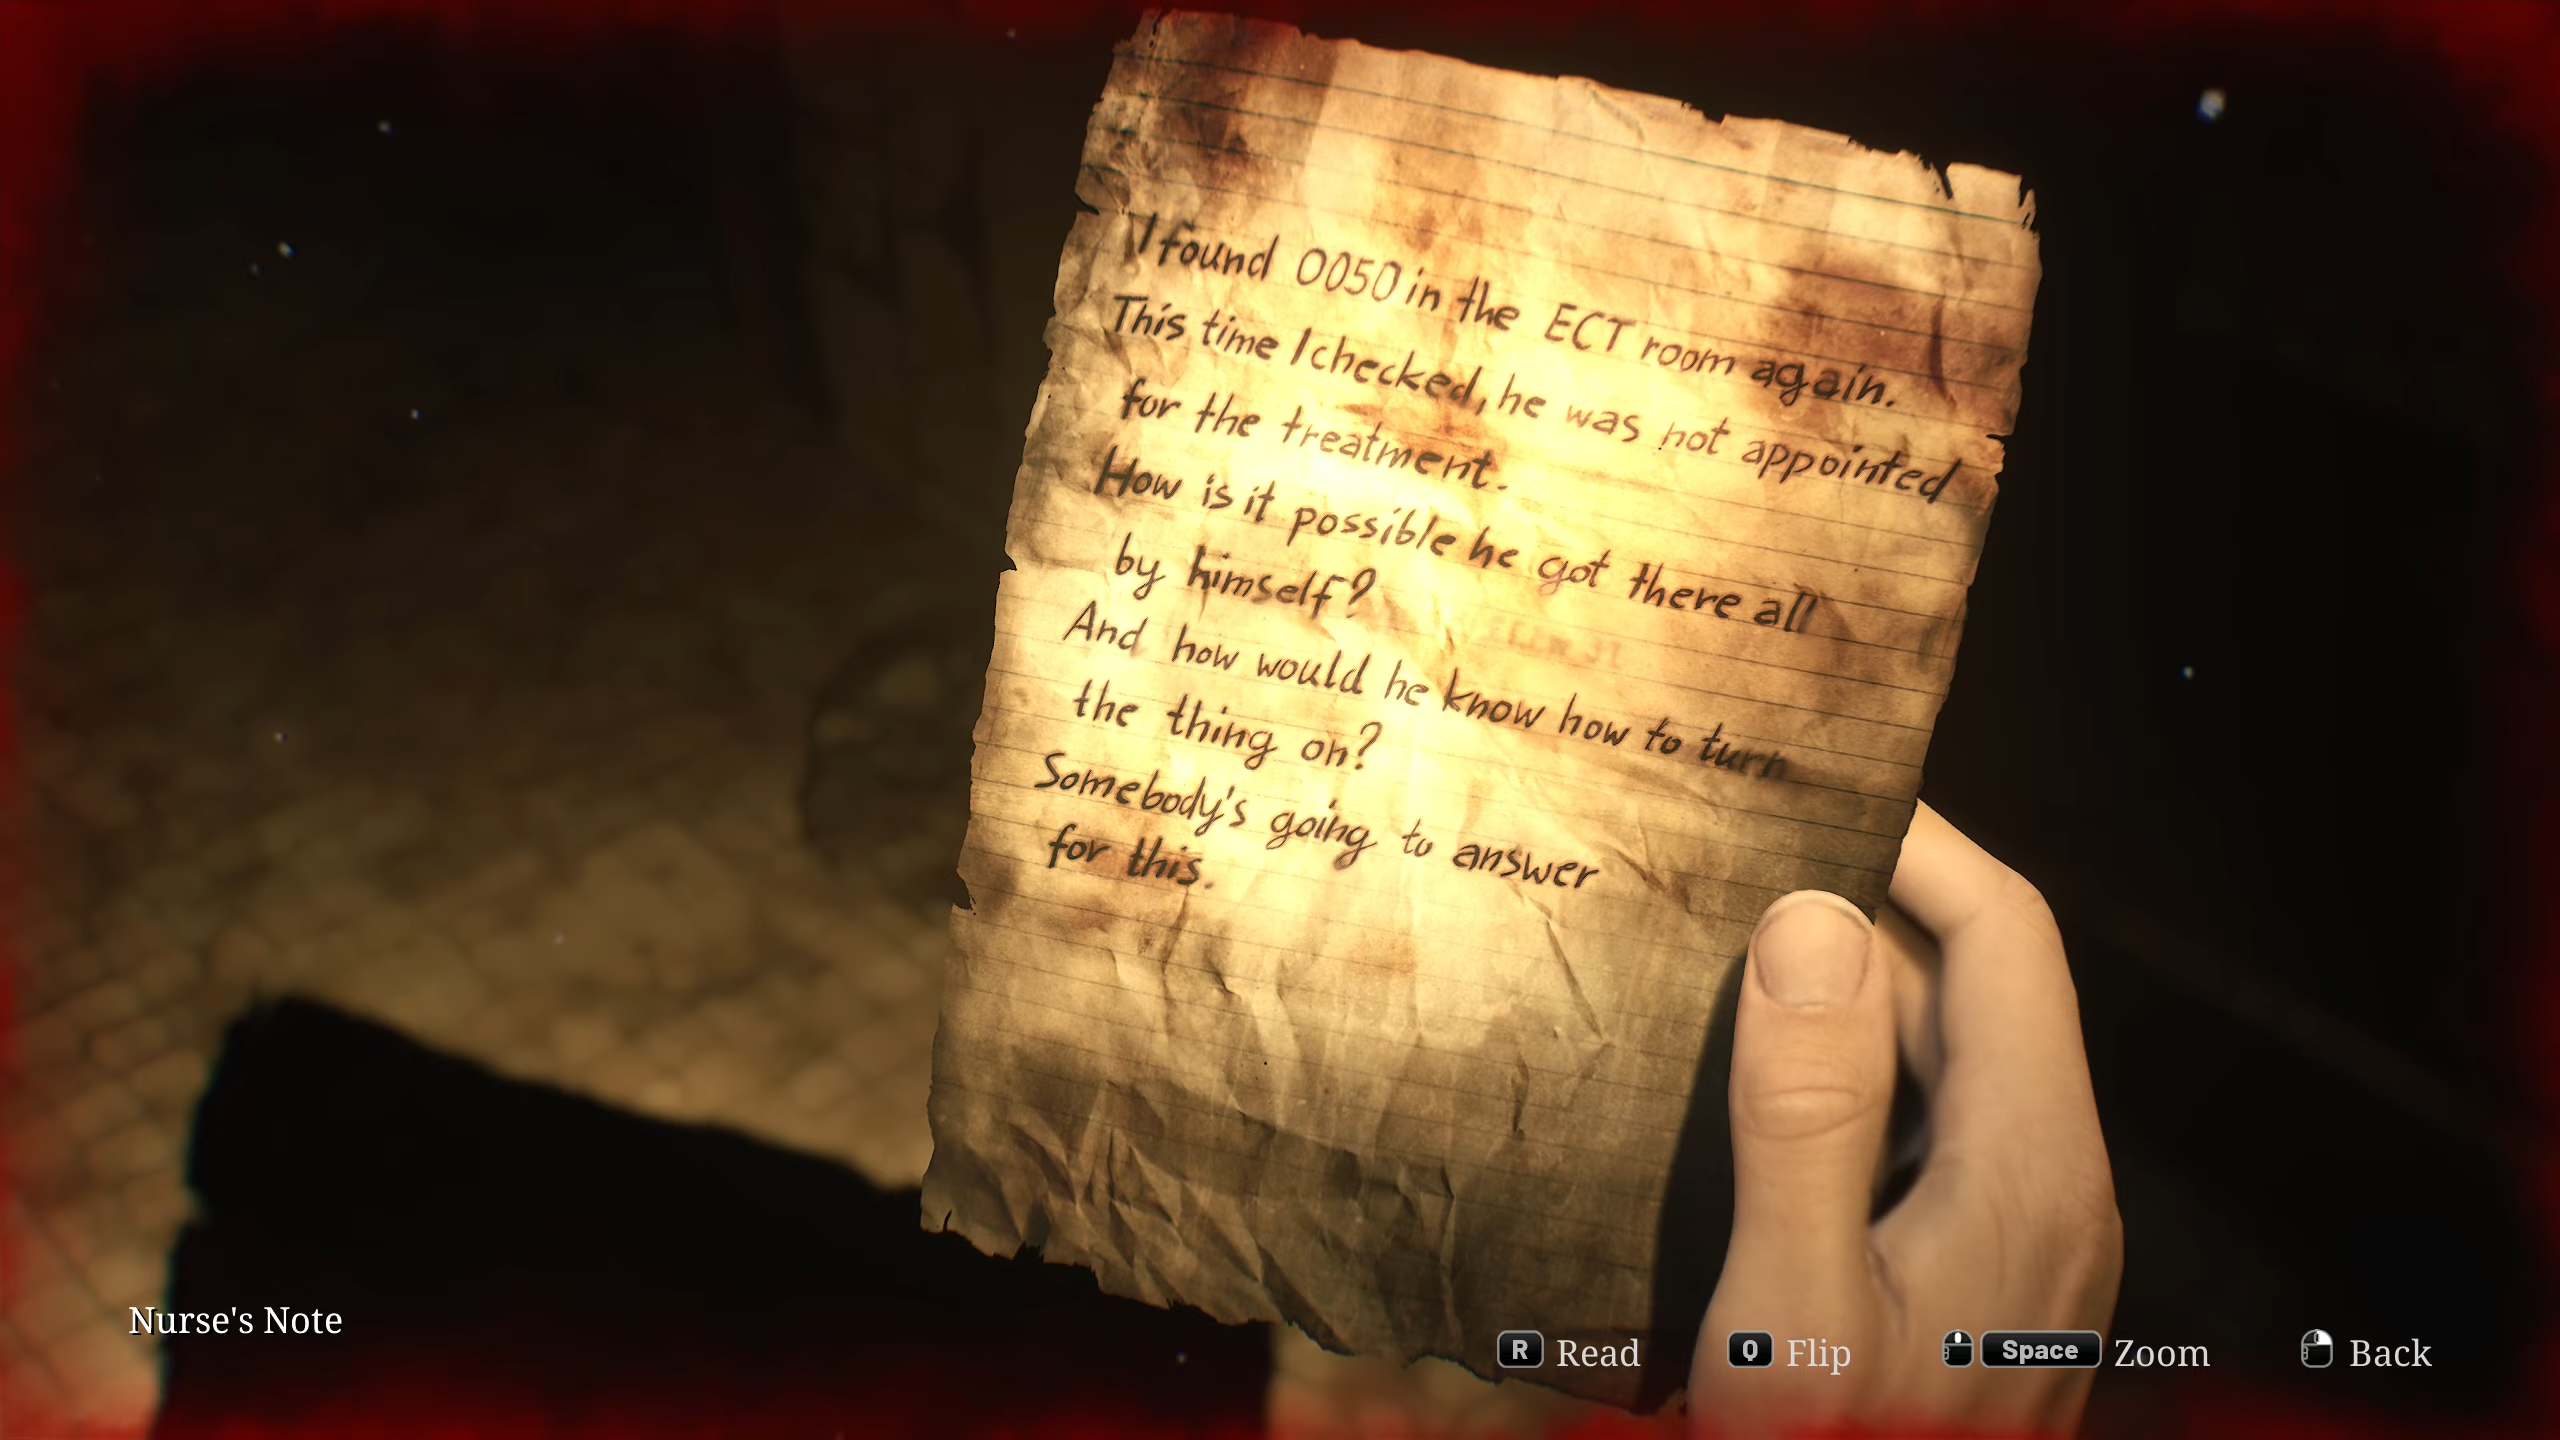 I found 0050 in the ECT room again.
This time I checked, he was not appointed
for the treatment.
How is it possible he got there all
by himself?
And how would he know how to turn
the thing on?
Somebody's going to answer
for this.
Nurse's Note
R Read Q Flip Space Zoom Back